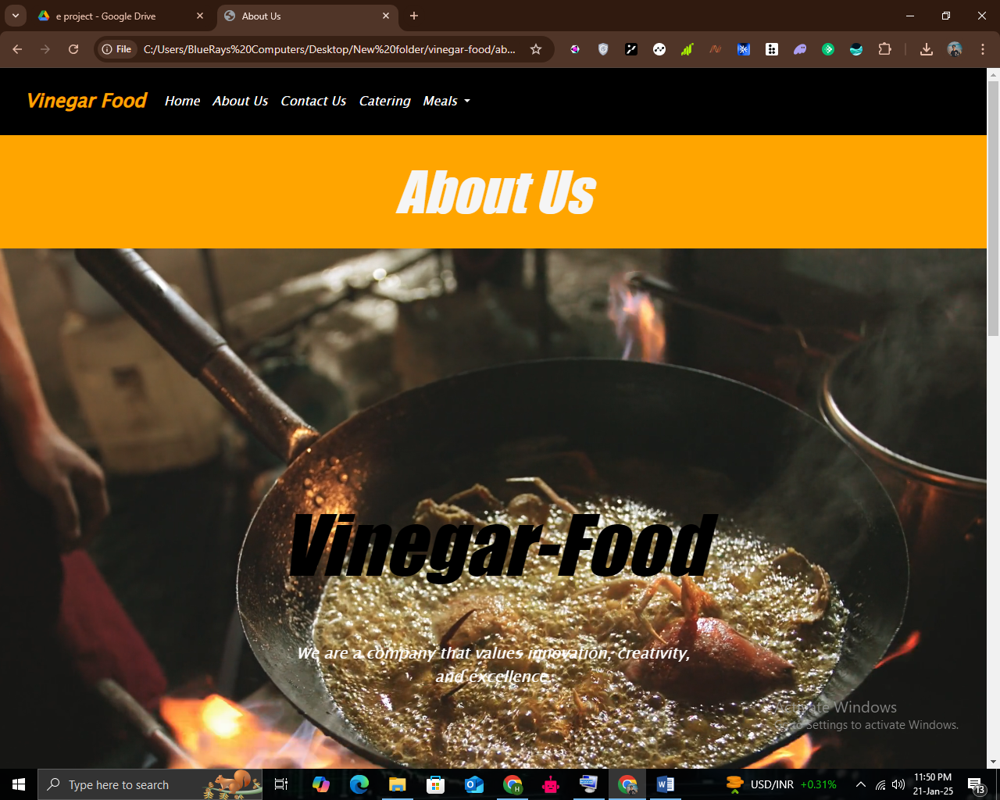 e project - Google Drive
About Us
File
C:/Users/BlueRays%20Computers/Desktop/New%20folder/vinegar-food/ab...
Vinegar Food
Home
About Us
Contact Us
Catering
Meals
About Us
Vinegar-Food
We are a company that values innovation, creativity,
and excellence.
Activate Windows
Go to Settings to activate Windows.
Type here to search
USD/INR +0.31%
11:50 PM
21-Jan-25
13